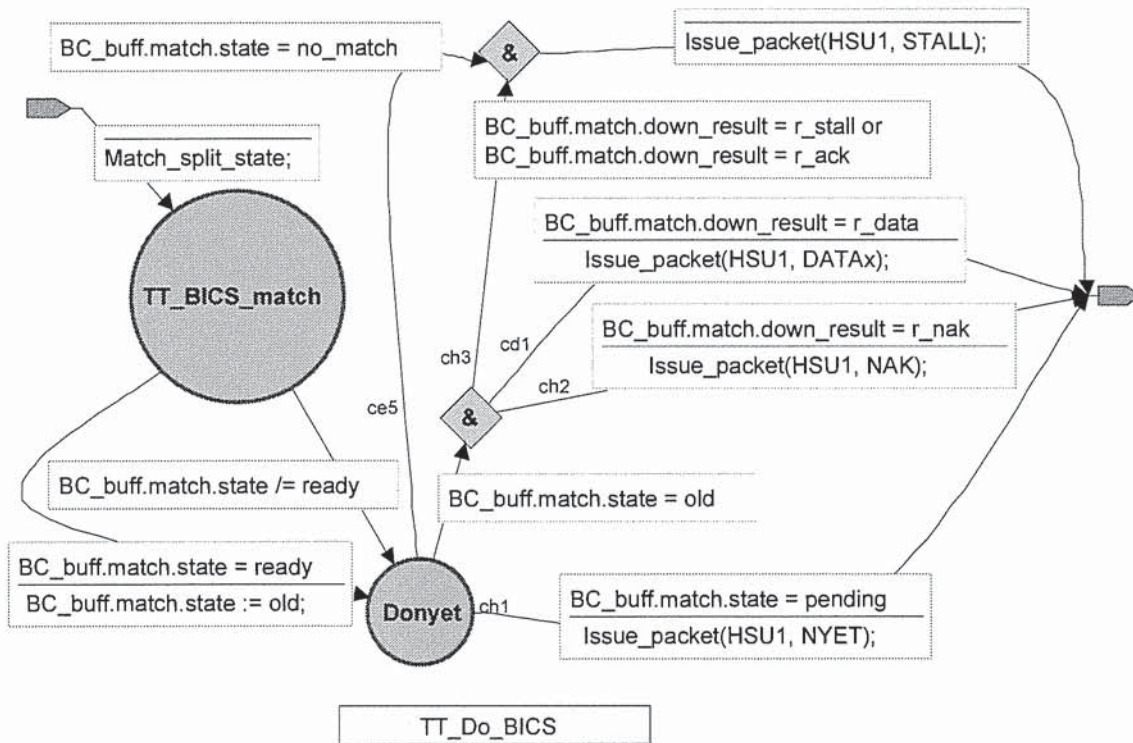 BC_buff.match.state = no_match
&
Issue_packet(HSU1, STALL);
Match_split_state;
BC_buff.match.down_result = r_stall or
BC_buff.match.down_result = r_ack
BC_buff.match.down_result = r_data
Issue_packet(HSU1, DATAx);
TT_BICS_match
BC_buff.match.down_result = r_nak
Issue_packet(HSU1, NAK);
ch3
cd1
ch2
ce5
&
BC_buff.match.state /= ready
BC_buff.match.state = old
BC_buff.match.state = ready
BC_buff.match.state := old;
Donyet
ch1
BC_buff.match.state = pending
Issue_packet(HSU1, NYET);
TT_Do_BICS